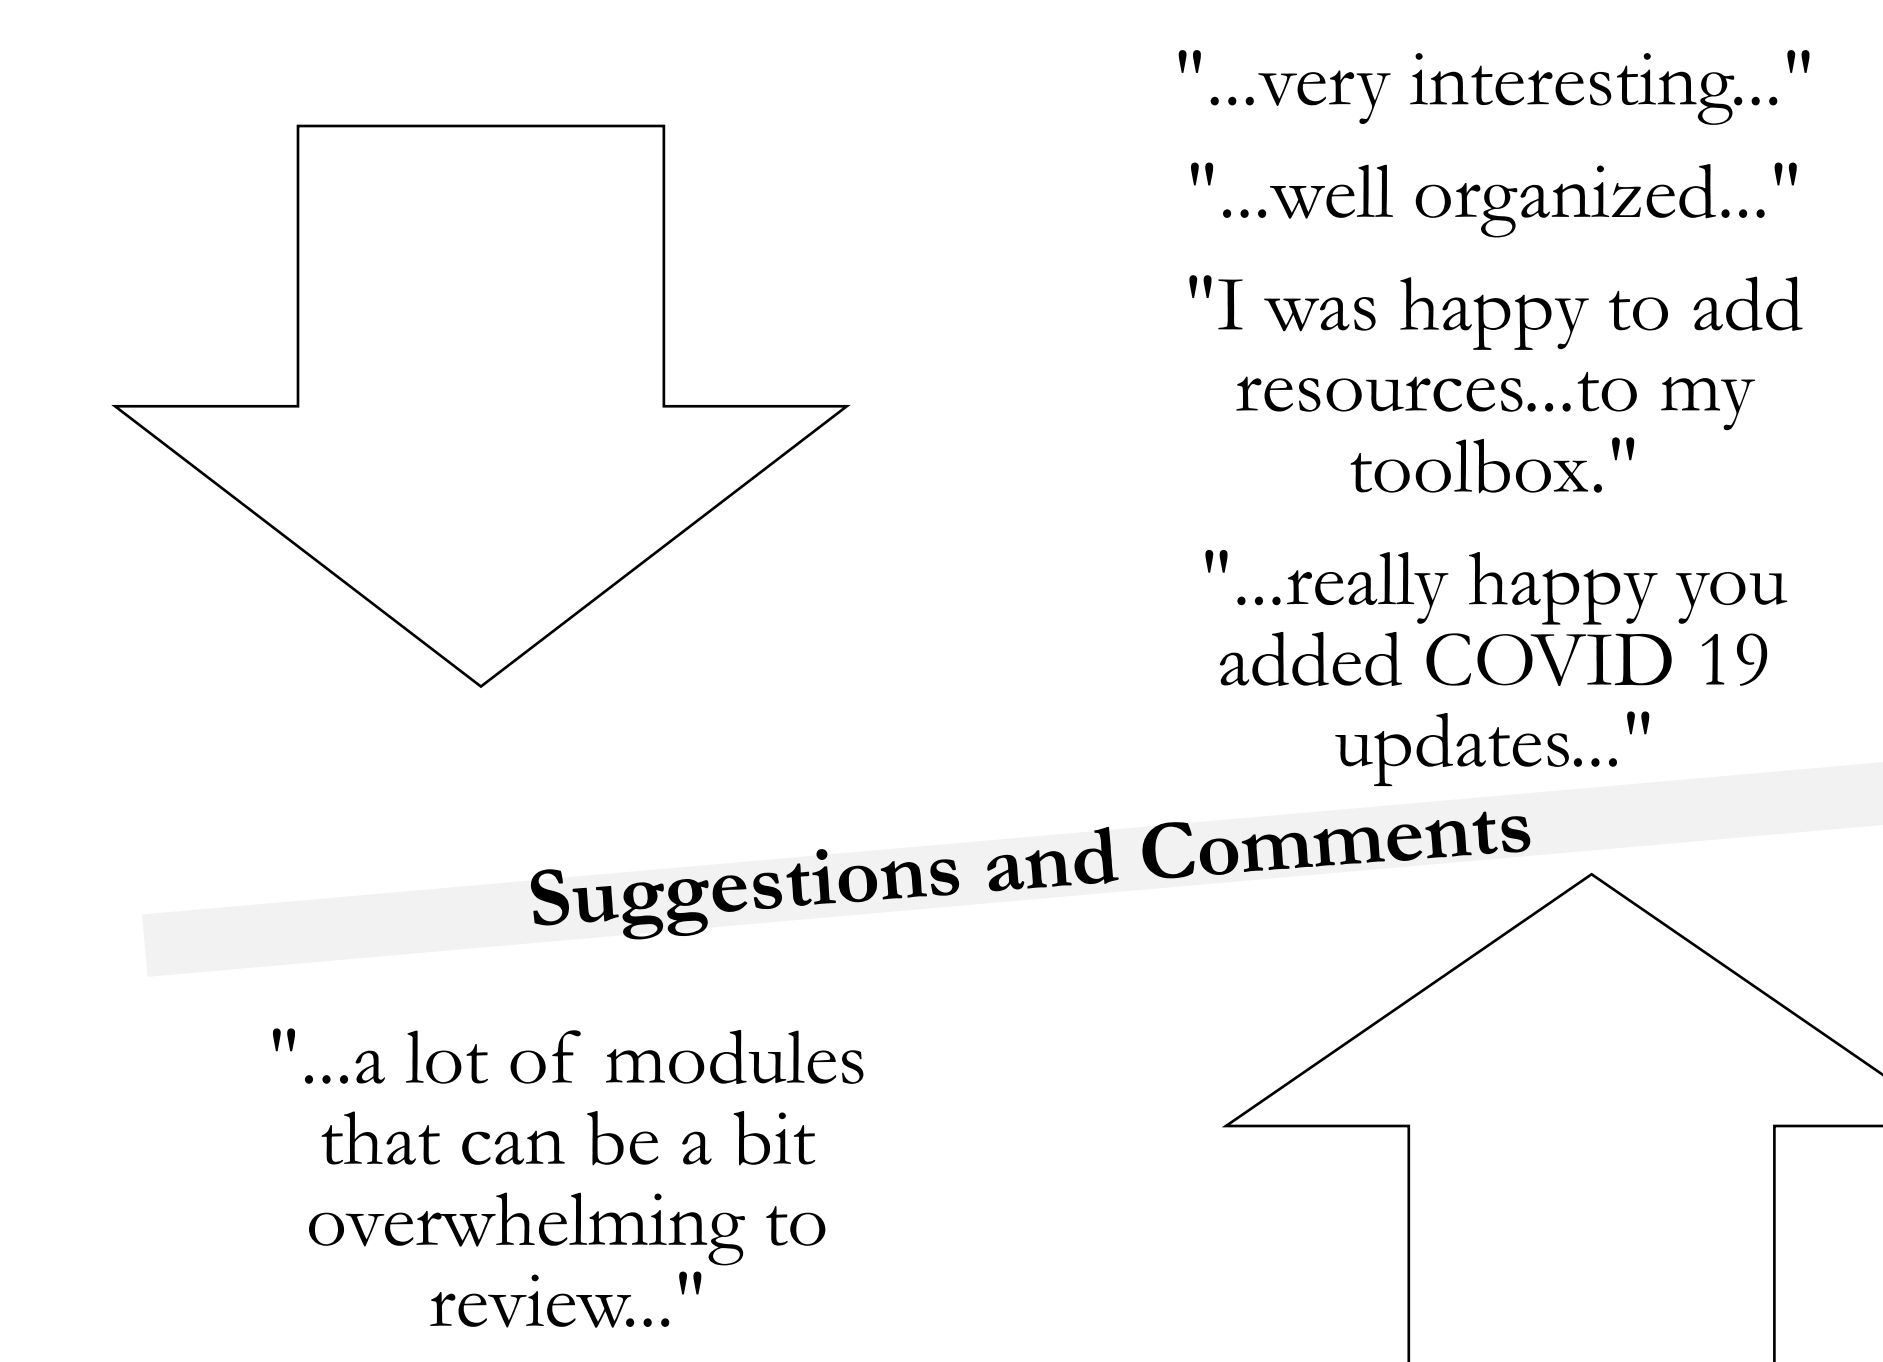 "...very interesting..."
"...well organized..."
"I was happy to add
resources...to my
toolbox."
"...really happy you
added COVID 19
updates..."
Suggestions and Comments
"...a lot of modules
that can be a bit
overwhelming to
review..."